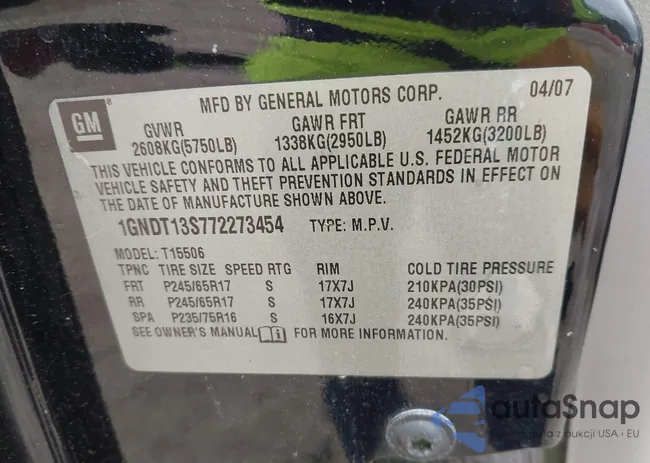 GM ®
MFD BY GENERAL MOTORS CORP. 04/07
GVWR GAWR FRT GAWR RR
2608KG(5750LB) 1338KG(2950LB) 1452KG(3200LB)
THIS VEHICLE CONFORMS TO ALL APPLICABLE U.S. FEDERAL MOTOR
VEHICLE SAFETY AND THEFT PREVENTION STANDARDS IN EFFECT ON
THE DATE OF MANUFACTURE SHOWN ABOVE.
1GNDT13S772273454 TYPE: M.P.V.
MODEL: T15506
TPNC TIRE SIZE SPEED RTG RIM COLD TIRE PRESSURE
FRT P245/65R17 S 17X7J 210KPA(30PSI)
RR P245/65R17 S 17X7J 240KPA(35PSI)
SPA P235/75R16 S 16X7J 240KPA(35PSI)
SEE OWNER'S MANUAL FOR MORE INFORMATION.
autoSnap
z aukcji USA i EU